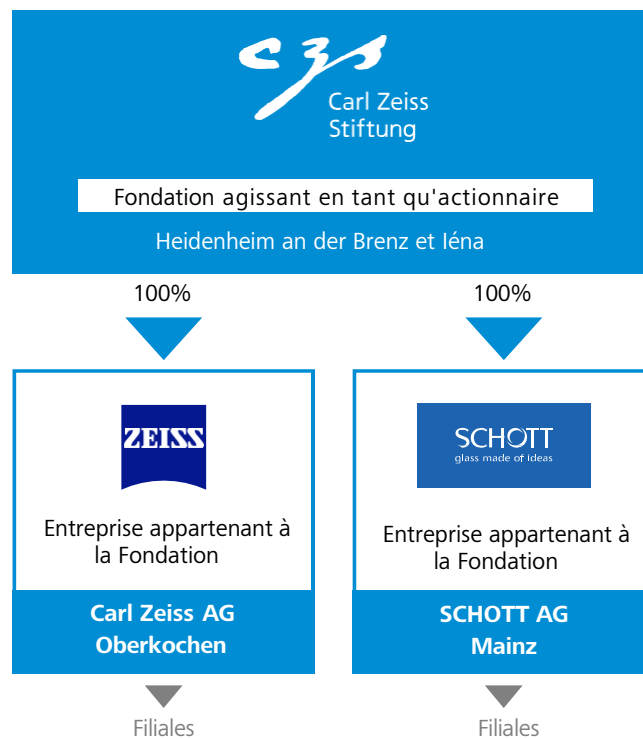 czs
Carl Zeiss
Stiftung
Fondation agissant en tant qu'actionnaire
Heidenheim an der Brenz et Iéna
100%
100%
ZEISS
Entreprise appartenant à
la Fondation
Carl Zeiss AG
Oberkochen
Filiales
SCHOTT
glass made of ideas
Entreprise appartenant à
la Fondation
SCHOTT AG
Mainz
Filiales